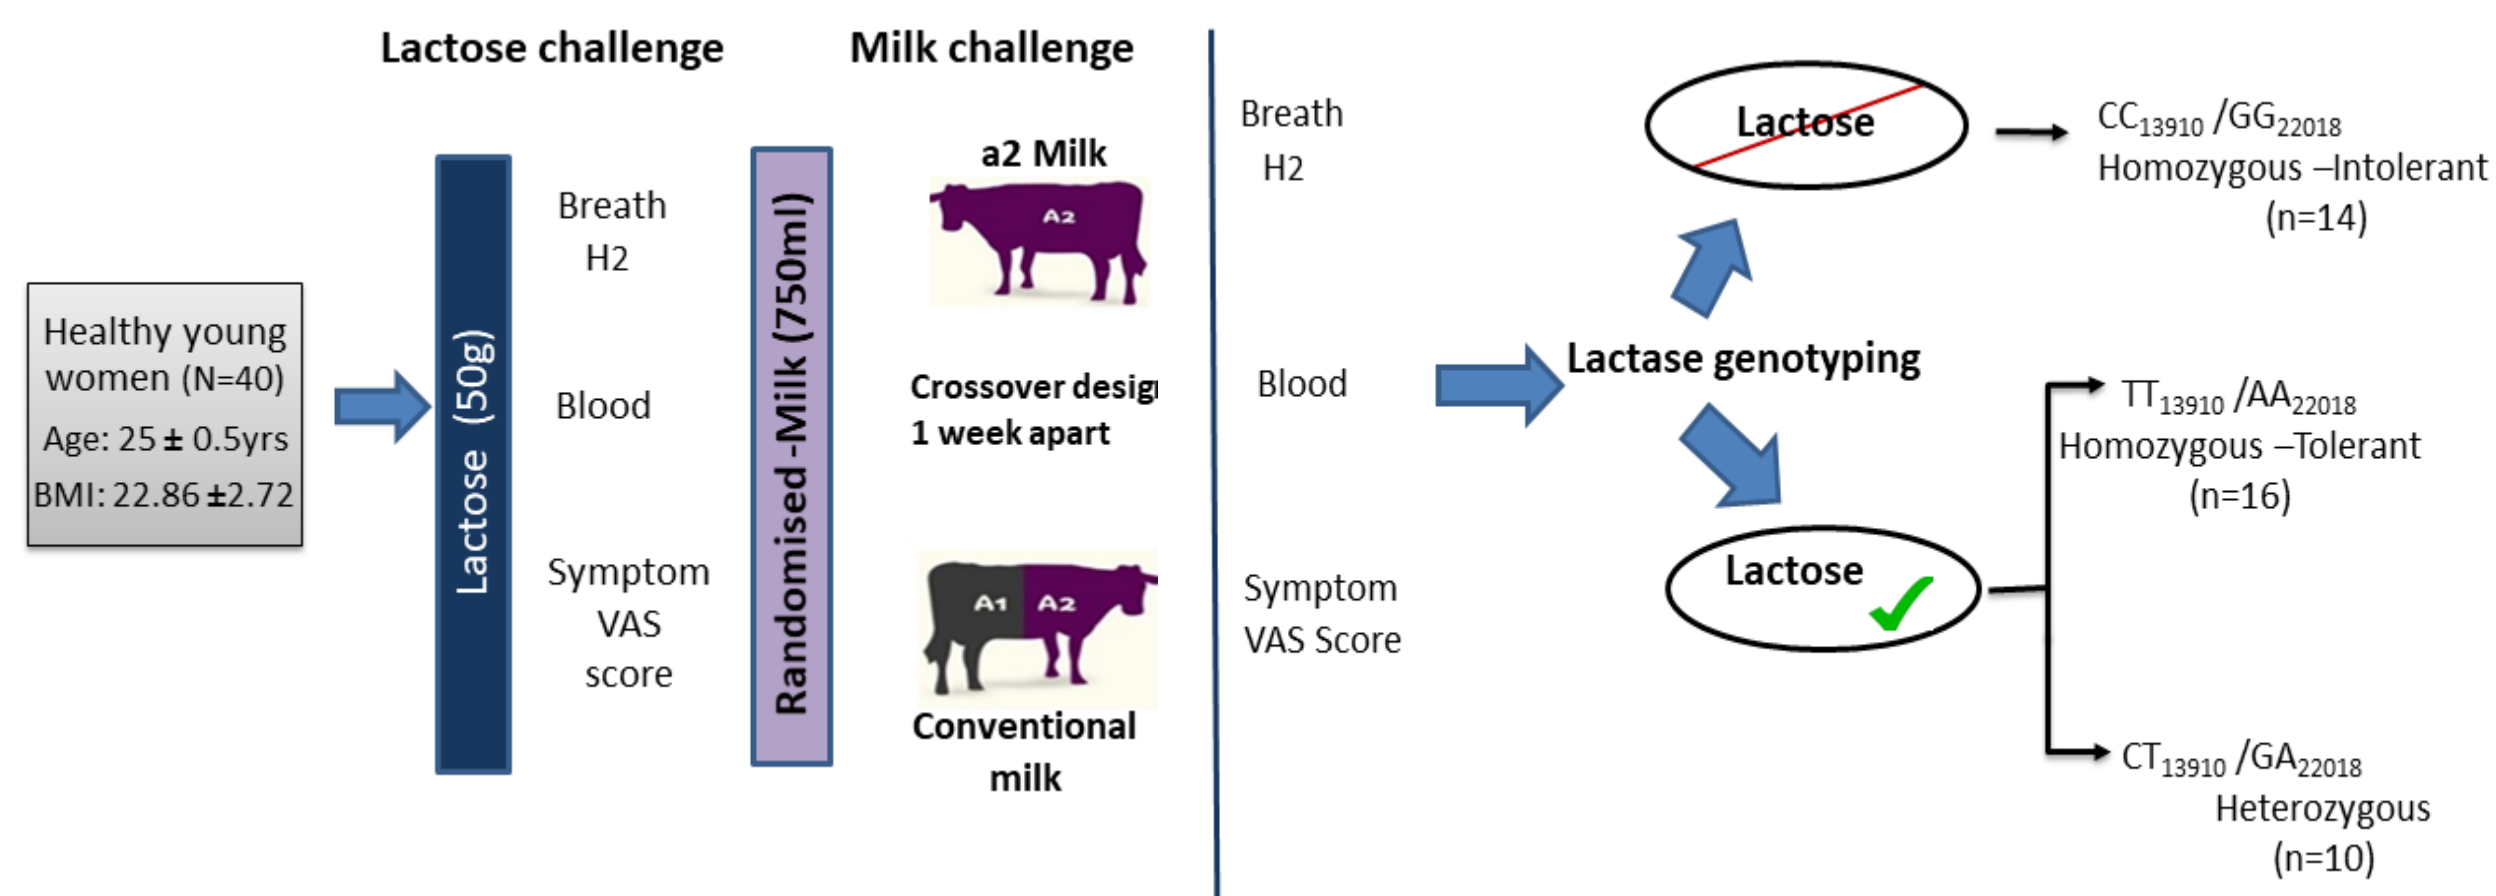 Lactose challenge
Milk challenge
Healthy young
women (N=40)
Age: 25 ± 0.5yrs
BMI: 22.86 ±2.72
Lactose (50g)
Breath
H2
Blood
Symptom
VAS
score
Randomised -Milk (750ml)
a2 Milk
A2
Crossover desig
1 week apart
A1 A2
Conventional
milk
Breath
H2
Blood
Symptom
VAS Score
Lactase genotyping
Lactose
CC13910 /GG22018
Homozygous –Intolerant
(n=14)
Lactose
TT13910 /AA22018
Homozygous –Tolerant
(n=16)
CT13910 /GA22018
Heterozygous
(n=10)